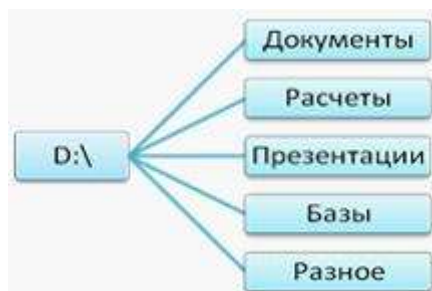 Документы
Расчеты
D:\
Презентации
Базы
Разное